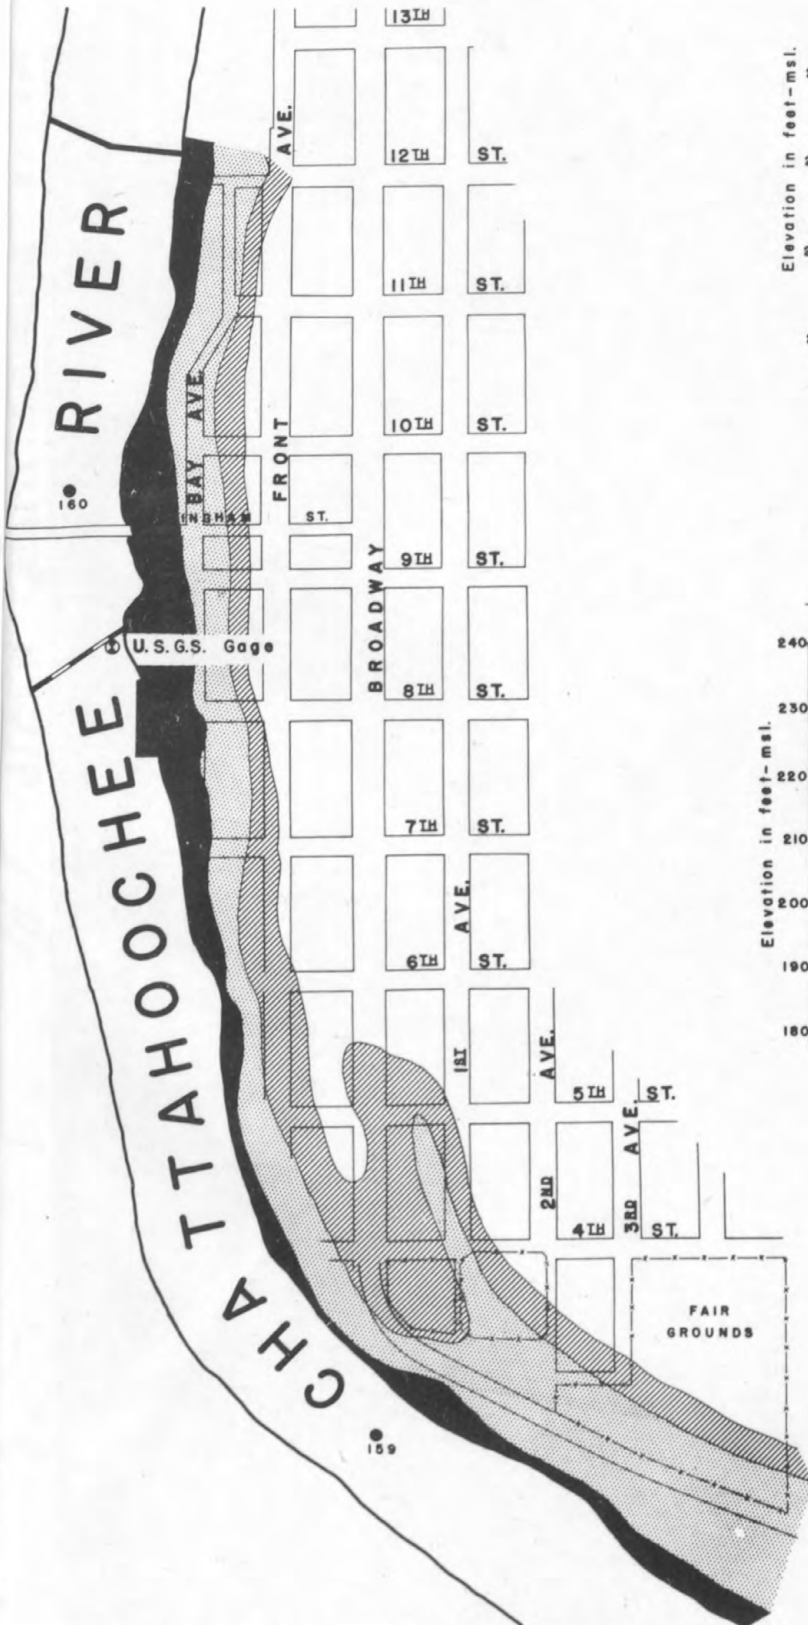 13TH
AVE.
12TH ST.
11TH ST.
RIVER
BAY AVE.
10TH ST.
FRONT
160
INGHAM ST.
9TH ST.
BROADWAY
U.S.G.S. Gage
8TH ST.
7TH ST.
AVE.
6TH ST.
1ST
AVE.
5TH ST.
AVE.
2ND
3RD
4TH ST.
FAIR
GROUNDS
CHATTAHOOCHEE
159
Elevation in feet-msl.
240
230
220
210
200
190
180
Elevation in feet-msl.